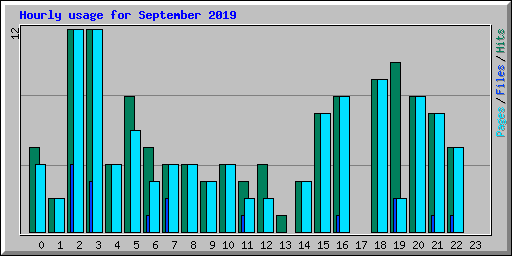 Hourly usage for September 2019
12
Pages/Files/Hits
0 1 2 3 4 5 6 7 8 9 10 11 12 13 14 15 16 17 18 19 20 21 22 23